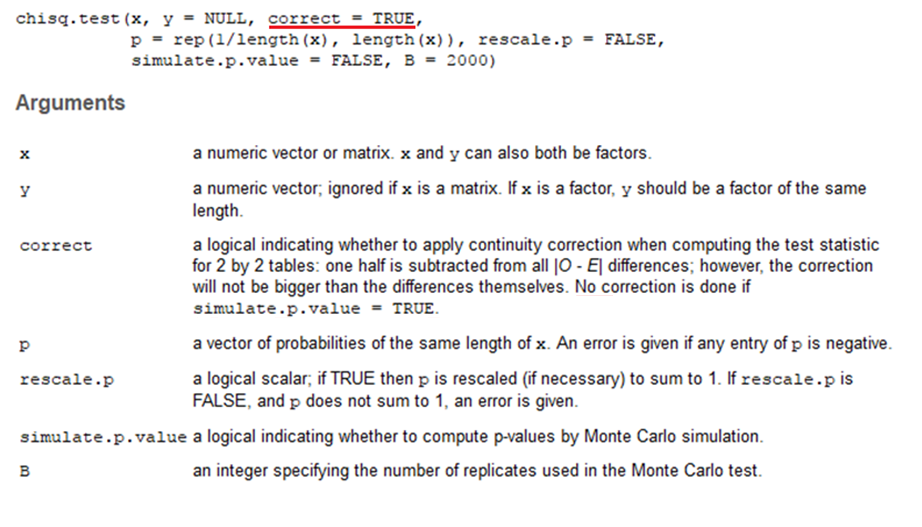 chisq.test(x, y = NULL, correct = TRUE,
p = rep(1/length(x), length(x)), rescale.p = FALSE,
simulate.p.value = FALSE, B = 2000)
Arguments
x a numeric vector or matrix. x and y can also both be factors.
y a numeric vector; ignored if x is a matrix. If x is a factor, y should be a factor of the same
length.
correct a logical indicating whether to apply continuity correction when computing the test statistic
for 2 by 2 tables: one half is subtracted from all |O - E| differences; however, the correction
will not be bigger than the differences themselves. No correction is done if
simulate.p.value = TRUE.
p a vector of probabilities of the same length of x. An error is given if any entry of p is negative.
rescale.p a logical scalar; if TRUE then p is rescaled (if necessary) to sum to 1. If rescale.p is
FALSE, and p does not sum to 1, an error is given.
simulate.p.value a logical indicating whether to compute p-values by Monte Carlo simulation.
B an integer specifying the number of replicates used in the Monte Carlo test.